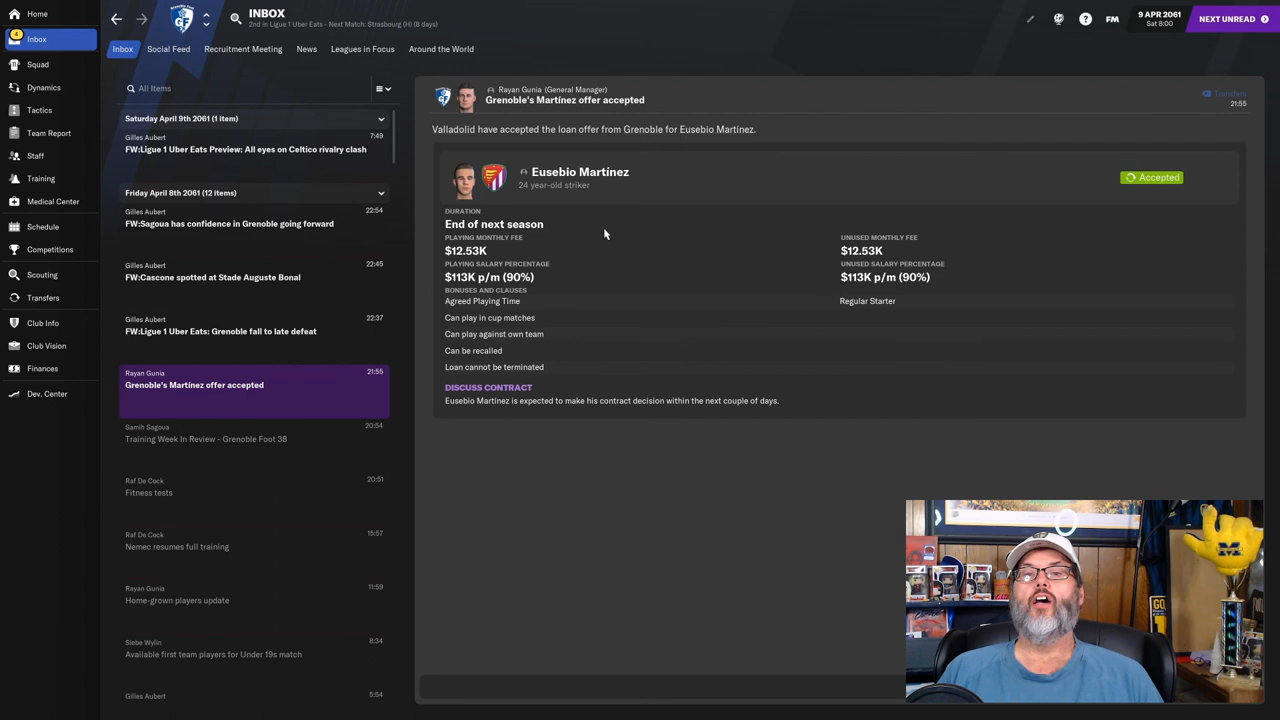 Home
INBOX
2nd in Ligue 1 Uber Eats - Next Match: Strasbourg (H) (8 days)
FM
9 APR 2061
Sat 8:00
NEXT UNREAD
4
Inbox
Squad
Dynamics
Tactics
Team Report
Staff
Training
Medical Center
Schedule
Competitions
Scouting
Transfers
Club Info
Club Vision
Finances
Dev. Center
Inbox
Social Feed
Recruitment Meeting
News
Leagues in Focus
Around the World
All Items
Saturday April 9th 2061 (1 item)
Gilles Aubert
7:49
FW:Ligue 1 Uber Eats Preview: All eyes on Celtico rivalry clash
Friday April 8th 2061 (12 items)
Gilles Aubert
22:54
FW:Sagoua has confidence in Grenoble going forward
Gilles Aubert
22:45
FW:Cascone spotted at Stade Auguste Bonal
Gilles Aubert
22:37
FW:Ligue 1 Uber Eats: Grenoble fall to late defeat
Rayan Gunia
21:55
Grenoble's Martínez offer accepted
Samih Sagoua
20:54
Training Week In Review - Grenoble Foot 38
Raf De Cock
20:51
Fitness tests
Raf De Cock
15:57
Nemec resumes full training
Rayan Gunia
11:59
Home-grown players update
Siebe Wylin
8:34
Available first team players for Under 19s match
Gilles Aubert
5:54
Rayan Gunia (General Manager)
Grenoble's Martínez offer accepted
Transfers
21:55
Valladolid have accepted the loan offer from Grenoble for Eusebio Martínez.
Eusebio Martínez
24 year-old striker
Accepted
DURATION
End of next season
PLAYING MONTHLY FEE
$12.53K
UNUSED MONTHLY FEE
$12.53K
PLAYING SALARY PERCENTAGE
$113K p/m (90%)
UNUSED SALARY PERCENTAGE
$113K p/m (90%)
BONUSES AND CLAUSES
Agreed Playing Time
Regular Starter
Can play in cup matches
Can play against own team
Can be recalled
Loan cannot be terminated
DISCUSS CONTRACT
Eusebio Martínez is expected to make his contract decision within the next couple of days.